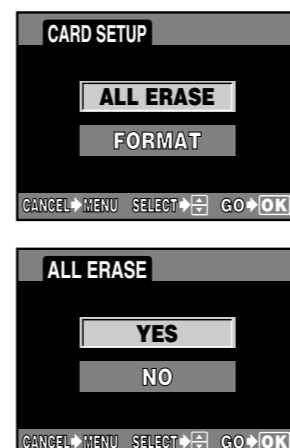 CARD SETUP
ALL ERASE
FORMAT
CANCEL➧MENU SELECT➧ GO➧OK
ALL ERASE
YES
NO
CANCEL➧MENU SELECT➧ GO➧OK